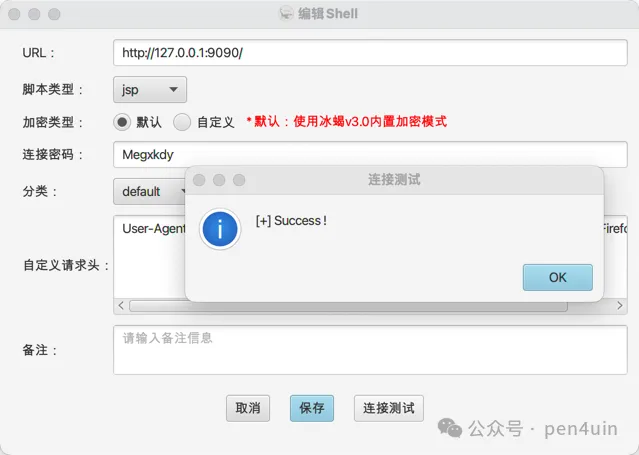 编辑Shell
URL：
http://127.0.0.1:9090/
脚本类型：
jsp
加密类型：
默认
自定义
*默认：使用冰蝎v3.0内置加密模式
连接密码：
Megxkdy
分类：
default
连接测试
[+] Success！
OK
自定义请求头：
User-Agent
备注：
请输入备注信息
取消
保存
连接测试
公众号 · pen4uin